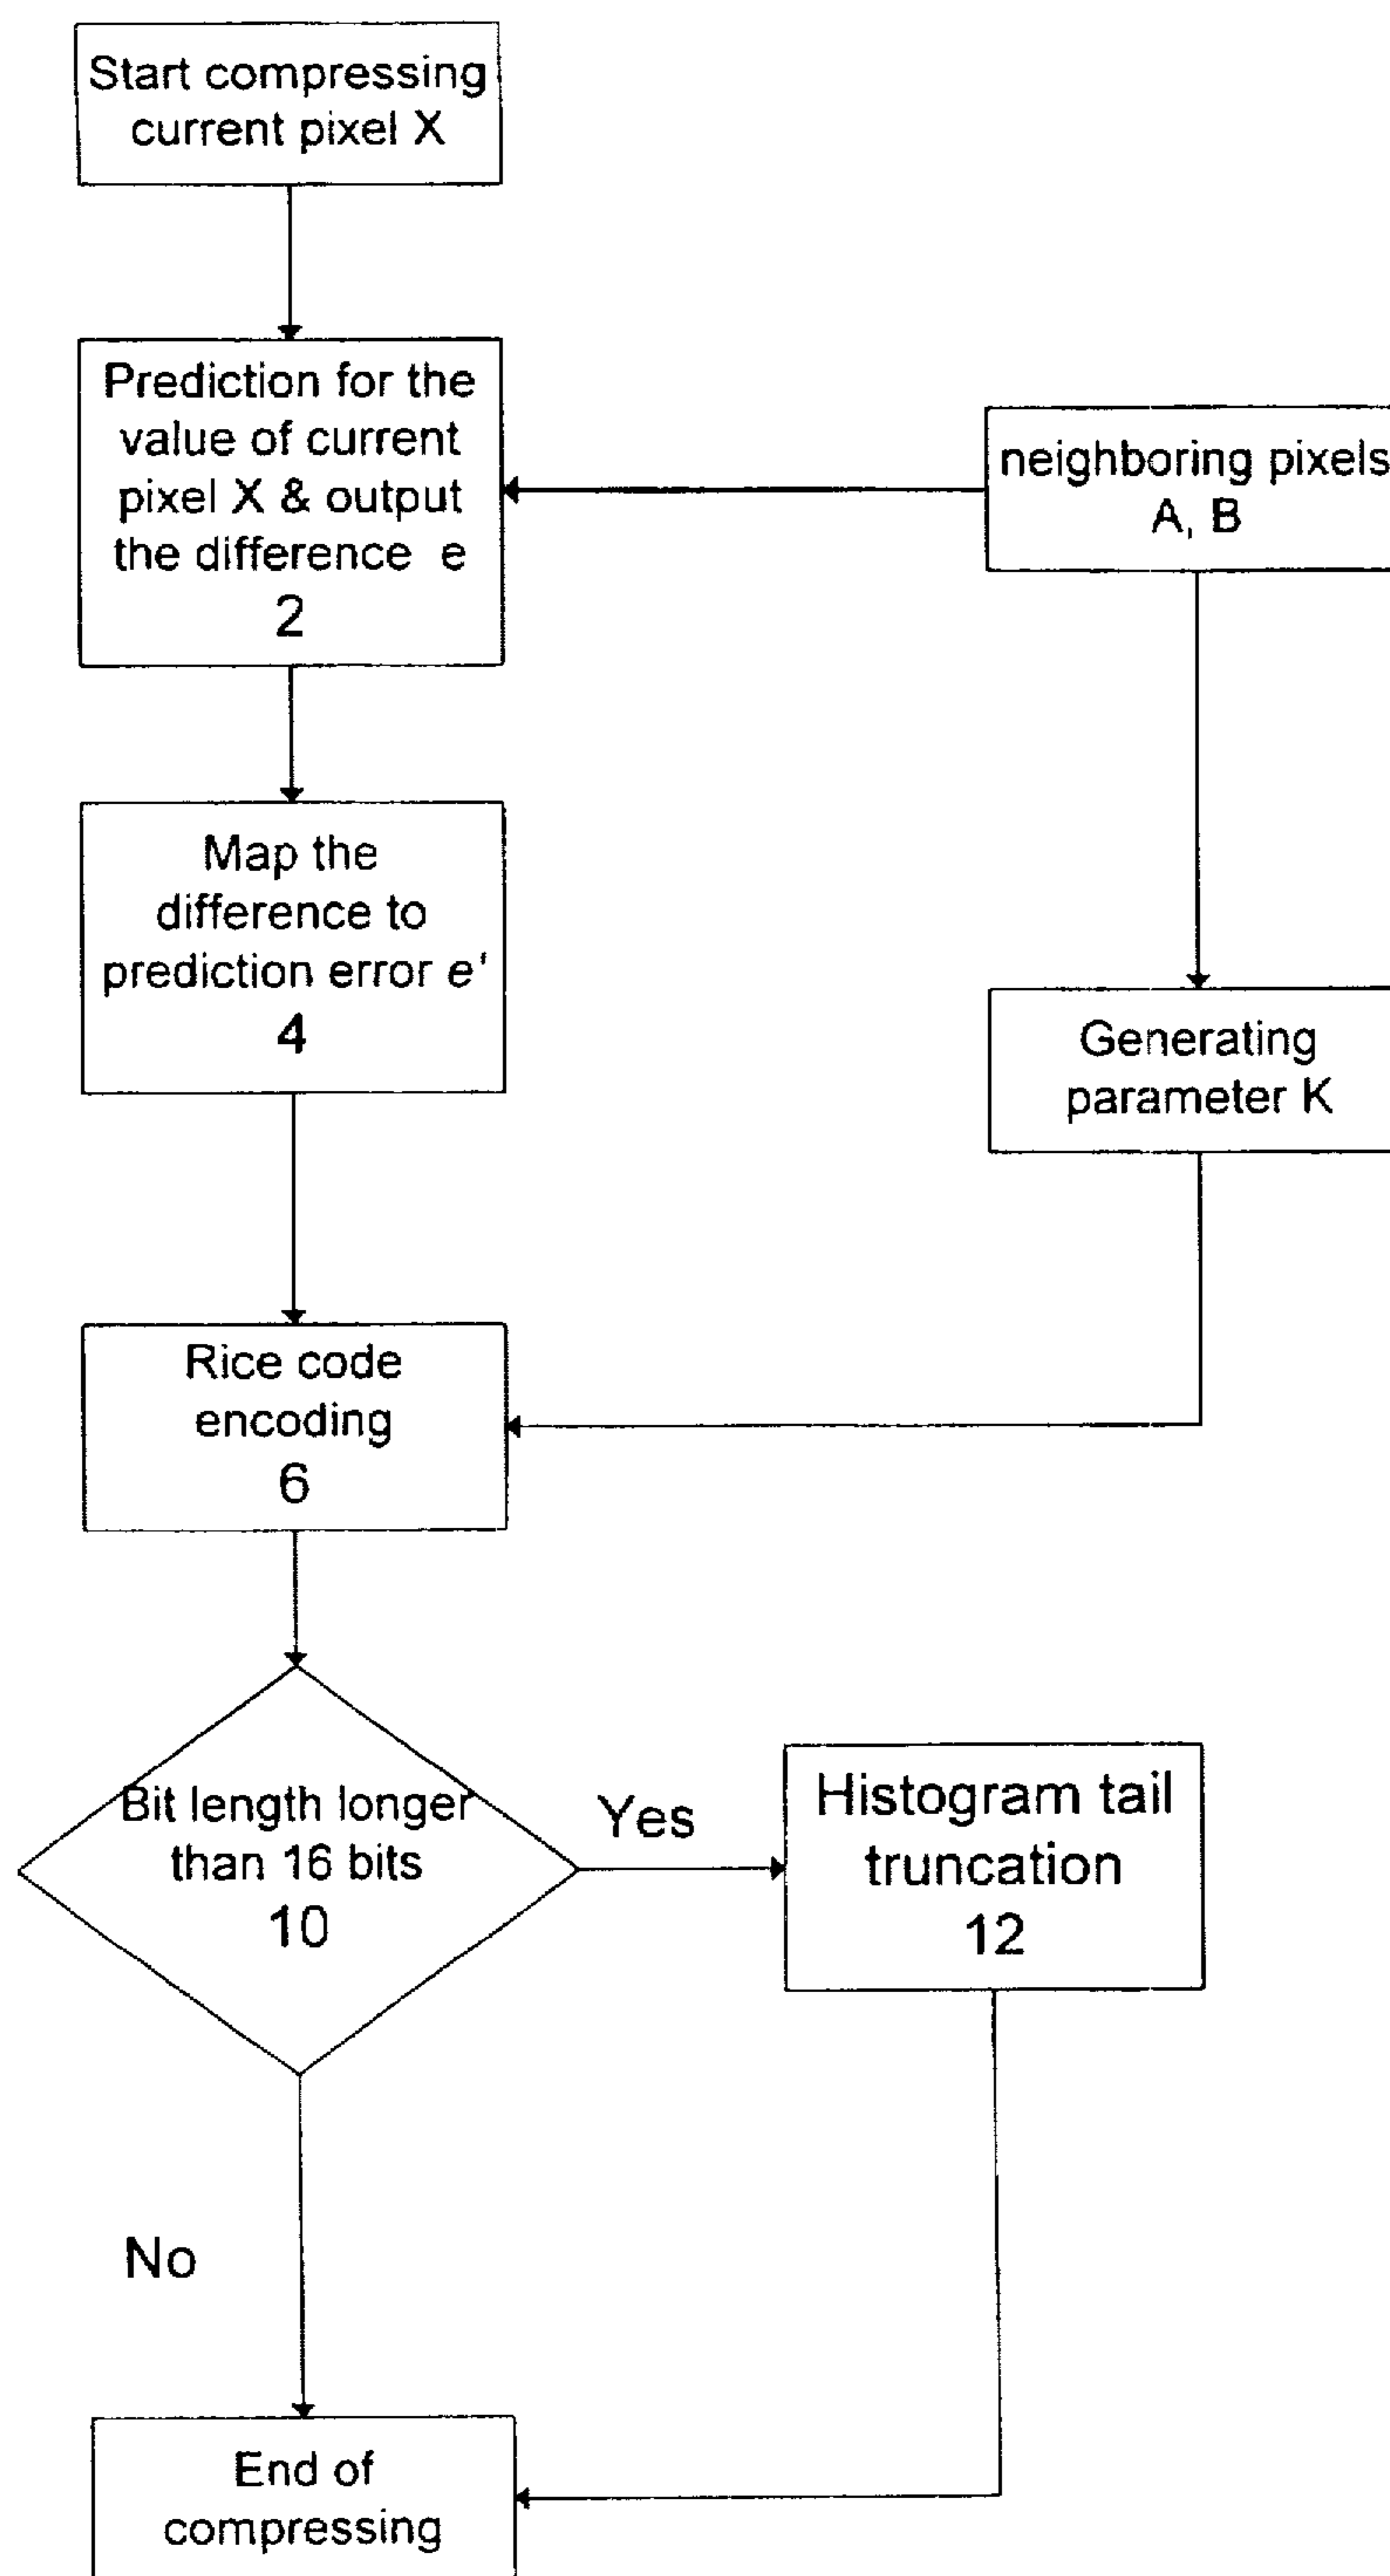 Start compressing
current pixel X
Prediction for the
value of current
pixel X & output
the difference e
2
neighboring pixels
A, B
Map the
difference to
prediction error e'
4
Generating
parameter K
Rice code
encoding
6
Bit length longer
than 16 bits
10
Yes
Histogram tail
truncation
12
No
End of
compressing